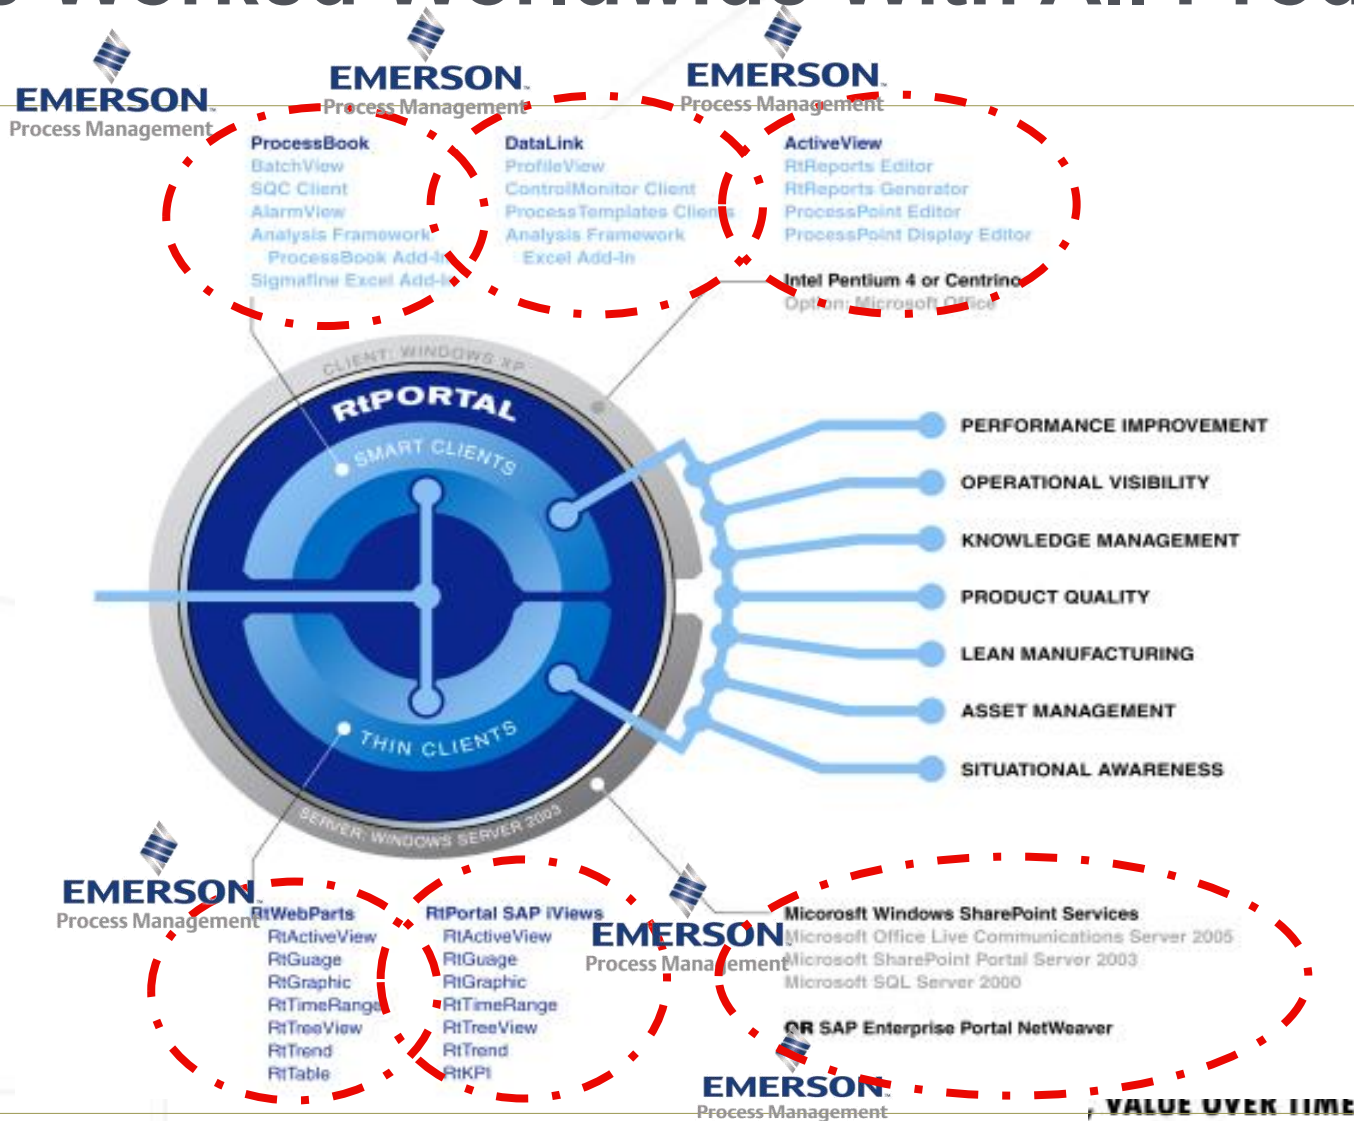 Worked Worldwide With All
EMERSON
Process Management
EMERSON
Process Management
EMERSON
Process Management
ProcessBook
BatchView
SQC Client
AlarmView
Analysis Framework
ProcessBook Add-In
Sigmafine Excel Add-In
DataLink
ProfileView
ControlMonitor Client
ProcessTemplates Clients
Analysis Framework
Excel Add-In
ActiveView
RtReports Editor
RtReports Generator
ProcessPoint Editor
ProcessPoint Display Editor
Intel Pentium 4 or Centrino
Option: Microsoft Office
CLIENT: WINDOWS XP
RtPORTAL
SMART CLIENTS
THIN CLIENTS
SERVER: WINDOWS SERVER 2003
PERFORMANCE IMPROVEMENT
OPERATIONAL VISIBILITY
KNOWLEDGE MANAGEMENT
PRODUCT QUALITY
LEAN MANUFACTURING
ASSET MANAGEMENT
SITUATIONAL AWARENESS
EMERSON
Process Management
RtWebParts
RtActiveView
RtGuage
RtGraphic
RtTimeRange
RtTreeView
RtTrend
RtTable
RtPortal SAP iViews
RtActiveView
RtGuage
RtGraphic
RtTimeRange
RtTreeView
RtTrend
RtKPI
EMERSON
Process Management
Micorosft Windows SharePoint Services
Microsoft Office Live Communications Server 2005
Microsoft SharePoint Portal Server 2003
Microsoft SQL Server 2000
OR SAP Enterprise Portal NetWeaver
EMERSON
Process Management
VALUE OVER TIME